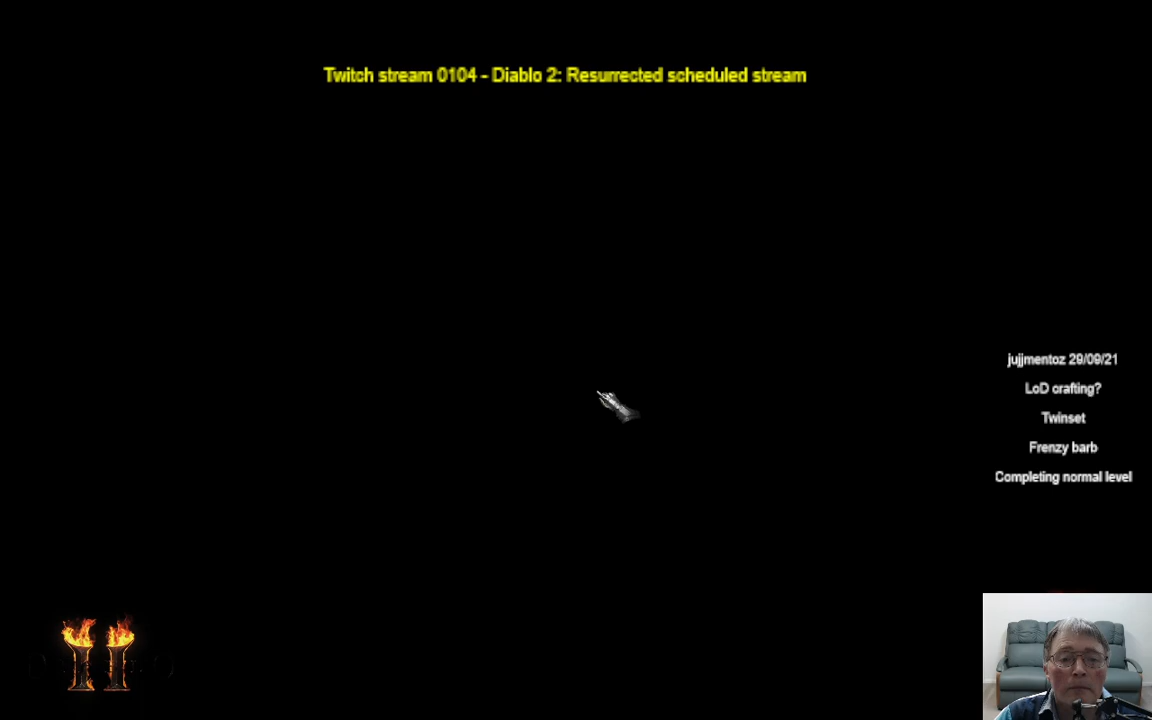 Twitch stream 0104 - Diablo 2: Resurrected scheduled stream
jujjmentoz 29/09/21
LoD crafting?
Twinset
Frenzy barb
Completing normal level